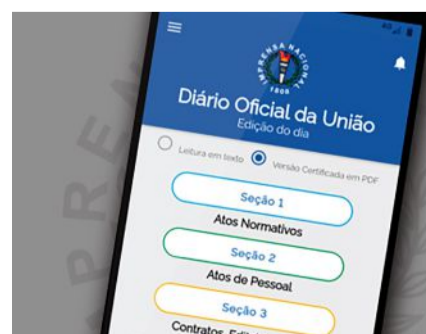 4G
IMPRENSA NACIONAL
1808
Diário Oficial da União
Edição do dia
Leitura em texto
Versão Certificada em PDF
Seção 1
Atos Normativos
Seção 2
Atos de Pessoal
Seção 3
Contratos,